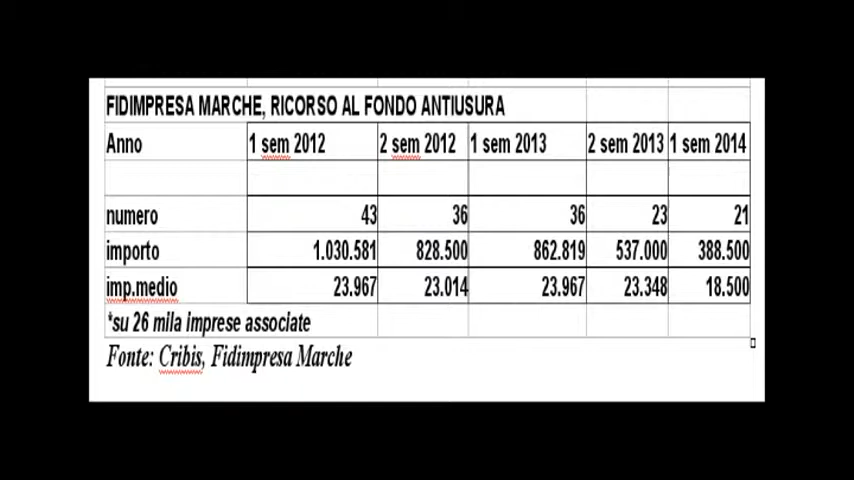 FIDIMPRESA MARCHE, RICORSO AL FONDO ANTIUSURA
Anno 1 sem 2012 2 sem 2012 1 sem 2013 2 sem 2013 1 sem 2014
numero 43 36 36 23 21
importo 1.030.581 828.500 862.819 537.000 388.500
imp.medio 23.967 23.014 23.967 23.348 18.500
*su 26 mila imprese associate
Fonte: Cribis, Fidimpresa Marche